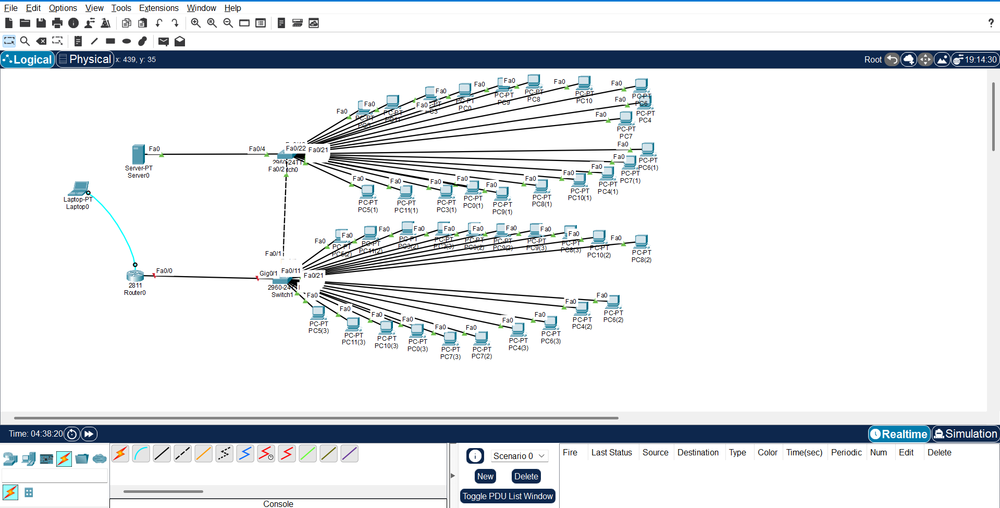 File Edit Options View Tools Extensions Window Help
?
Logical Physical x: 439, y: 35 Root 19:14:30
Fa0 PC-PT PC8
Fa0 PC-PT PC10
Fa0 PC-PT PC6
Fa0 PC-PT PC9
Fa0 PC-PT PC0
Fa0
Fa0 PC-PT
Fa0 PC-PT
Fa0 PC-PT PC4
Fa0 PC-PT PC7
Fa0 Fa0/4 Fa0/22 Fa0/21
Server-PT
Server0
Fa0/2
Fa0 PC-PT PC6(1)
Fa0 PC-PT PC7(1)
Fa0 PC-PT PC4(1)
Fa0 PC-PT PC10(1)
Fa0 PC-PT PC8(1)
Fa0 PC-PT PC9(1)
Fa0 PC-PT PC0(1)
Fa0 PC-PT PC3(1)
Fa0 PC-PT PC11(1)
Fa0 PC-PT PC5(1)
Laptop-PT
Laptop0
Fa0 PC-PT PC5(2)
Fa0 PC-PT PC11(2)
Fa0 PC-PT PC3(2)
Fa0 PC-PT PC3(3)
Fa0 PC-PT PC0(2)
Fa0 PC-PT PC9(2)
Fa0 PC-PT PC9(3)
Fa0 PC-PT PC8(3)
Fa0 PC-PT PC10(2)
Fa0 PC-PT PC8(2)
Fa0/1
Fa0/0 Gig0/1 Fa0/11 Fa0/21
2811
Router0
Switch1
Fa0 PC-PT PC5(3)
Fa0 PC-PT PC11(3)
Fa0 PC-PT PC10(3)
Fa0 PC-PT PC0(3)
Fa0 PC-PT PC7(3)
Fa0 PC-PT PC7(2)
Fa0 PC-PT PC4(3)
Fa0 PC-PT PC6(3)
Fa0 PC-PT PC4(2)
Fa0 PC-PT PC6(2)
Time: 04:38:20 Realtime Simulation
Scenario 0
New Delete
Toggle PDU List Window
Fire Last Status Source Destination Type Color Time(sec) Periodic Num Edit Delete
Console